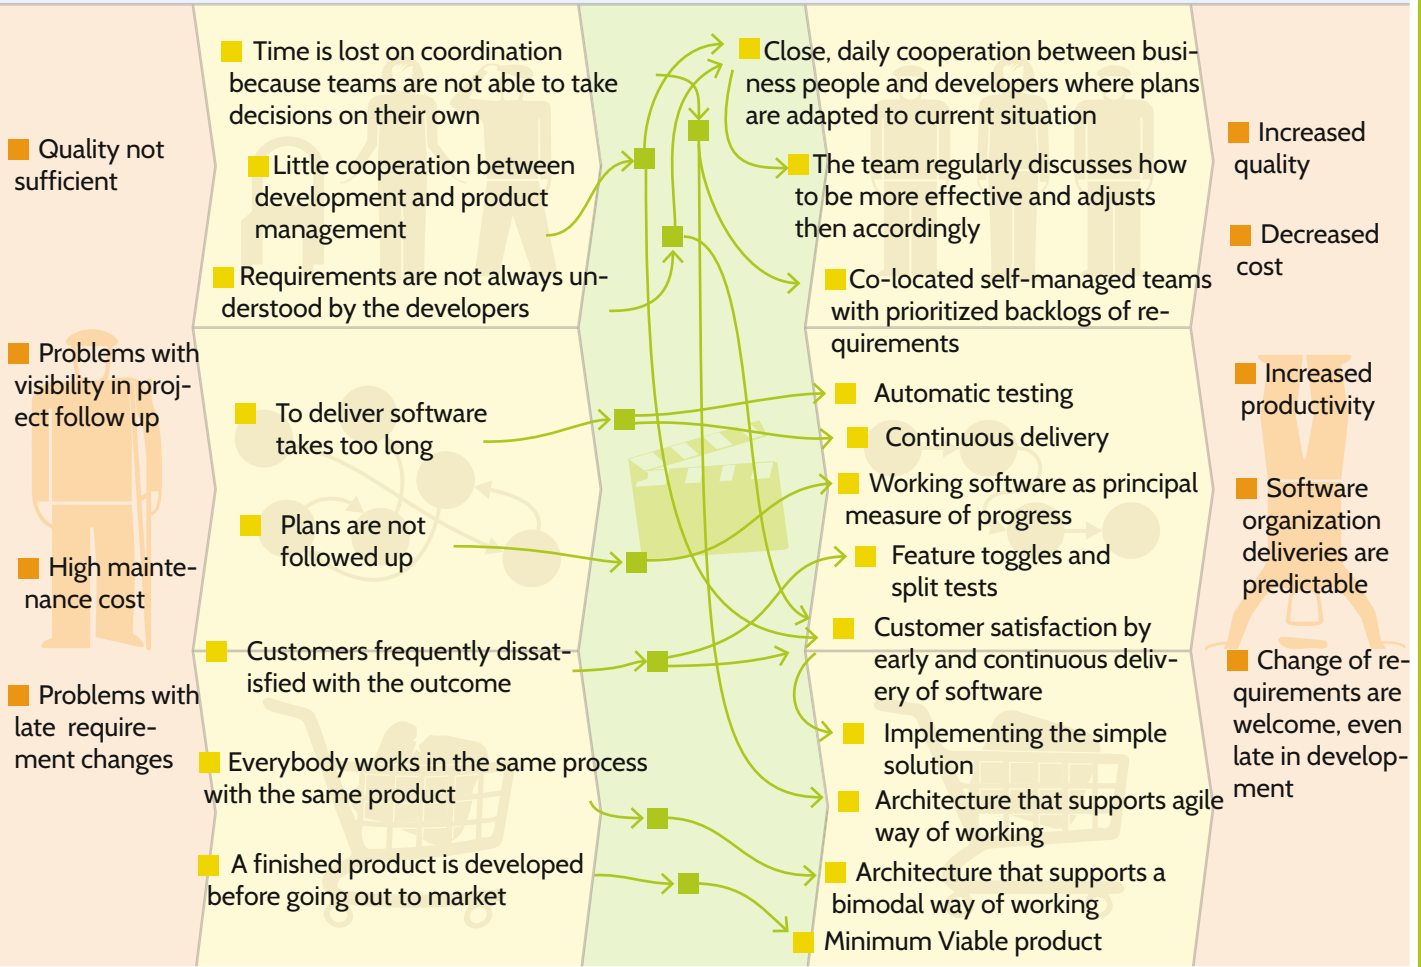 Quality not
sufficient
Problems with
visibility in proj-
ect follow up
High mainte-
nance cost
Problems with
late require-
ment changes
Time is lost on coordination
because teams are not able to take
decisions on their own
Little cooperation between
development and product
management
Requirements are not always un-
derstood by the developers
To deliver software
takes too long
Plans are not
followed up
Customers frequently dissat-
isfied with the outcome
Everybody works in the same process
with the same product
A finished product is developed
before going out to market
Close, daily cooperation between busi-
ness people and developers where plans
are adapted to current situation
The team regularly discusses how
to be more effective and adjusts
then accordingly
Co-located self-managed teams
with prioritized backlogs of re-
quirements
Automatic testing
Continuous delivery
Working software as principal
measure of progress
Feature toggles and
split tests
Customer satisfaction by
early and continuous deliv-
ery of software
Implementing the simple
solution
Architecture that supports agile
way of working
Architecture that supports a
bimodal way of working
Minimum Viable product
Increased
quality
Decreased
cost
Increased
productivity
Software
organization
deliveries are
predictable
Change of re-
quirements are
welcome, even
late in develop-
ment